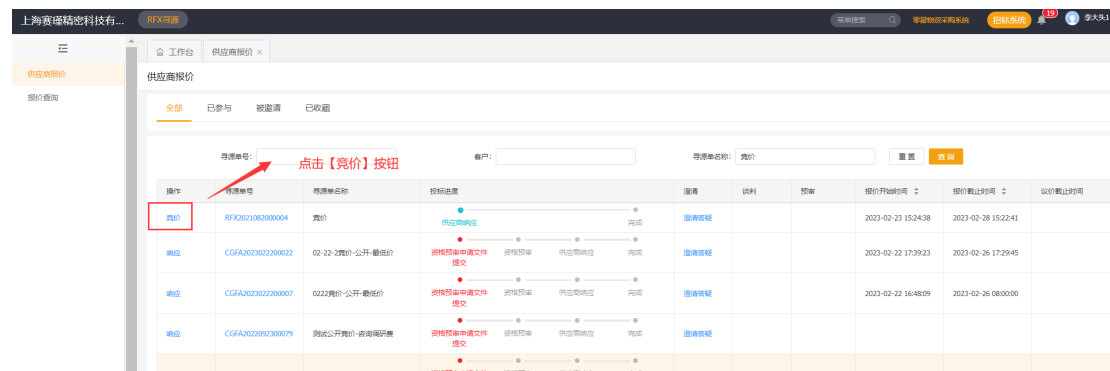 上海赛瑾精密科技有... RFX寻源 菜单搜索 零星物资采购系统 招标系统 19 李大头1
工作台 供应商报价 ×
供应商报价
报价查询
供应商报价
全部 已参与 被邀请 已收藏
寻源单号: 客户: 寻源单名称: 竞价 重置 查询
点击【竞价】按钮
操作 寻源单号 寻源单名称 投标进度 澄清 谈判 预审 报价开始时间 报价截止时间 议价截止时间
竞价 RFX2021082000004 竞价 供应商响应 完成 澄清答疑 2023-02-23 15:24:38 2023-02-28 15:22:41
响应 CGFA2023022200022 02-22-2竞价-公开-最低价 资格预审申请文件提交 资格预审 供应商响应 完成 澄清答疑 2023-02-22 17:39:23 2023-02-26 17:29:45
响应 CGFA2023022200007 0222竞价-公开-最低价 资格预审申请文件提交 资格预审 供应商响应 完成 澄清答疑 2023-02-22 16:48:09 2023-02-26 08:00:00
响应 CGFA2022092300079 测试公开竞价-咨询调研费 资格预审申请文件提交 资格预审 供应商响应 完成 澄清答疑